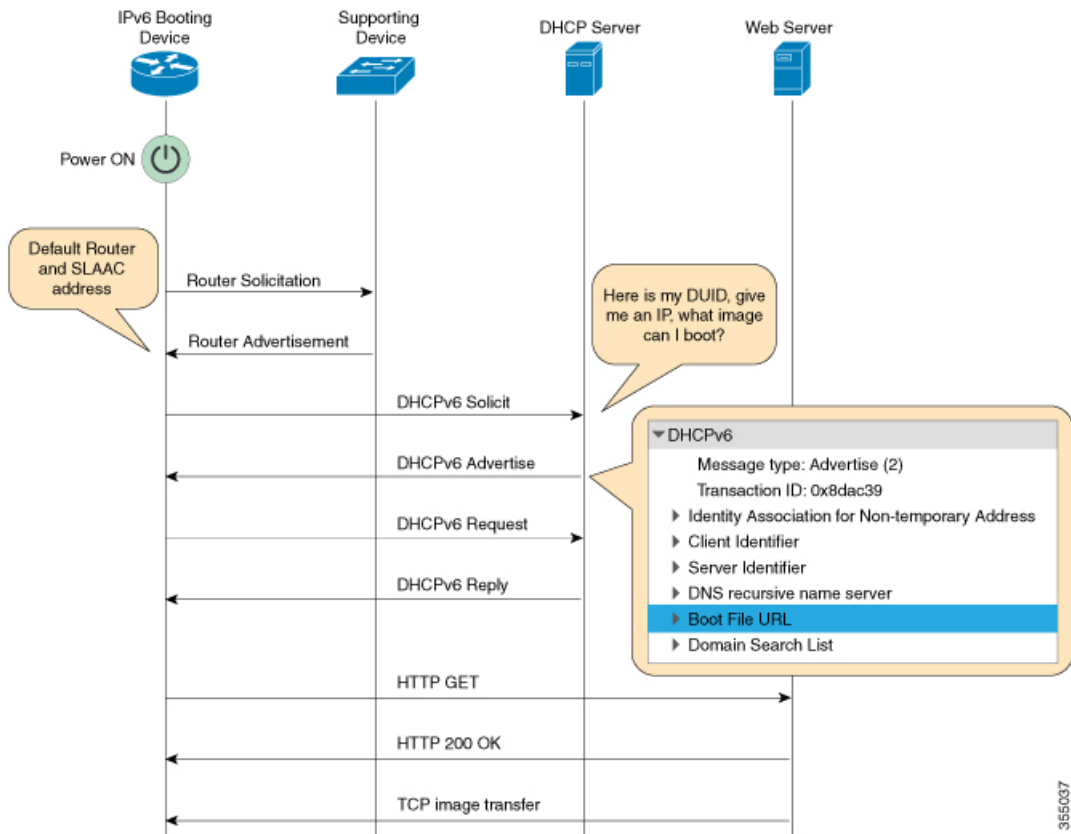 IPv6 Booting
Device
Supporting
Device
DHCP Server
Web Server
Power ON
Default Router
and SLAAC
address
Router Solicitation
Here is my DUID, give
me an IP, what image
can I boot?
Router Advertisement
DHCPv6 Solicit
DHCPv6 Advertise
DHCPv6
Message type: Advertise (2)
Transaction ID: 0x8dac39
Identity Association for Non-temporary Address
Client Identifier
Server Identifier
DNS recursive name server
Boot File URL
Domain Search List
DHCPv6 Request
DHCPv6 Reply
HTTP GET
HTTP 200 OK
TCP image transfer
355037